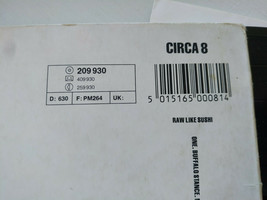 CIRCA 8
209 930
409 930
259 930
D: 630 F: PM264 UK:
5 015165 000814
RAW LIKE SUSHI
ONE. BUFFALO STANCE.